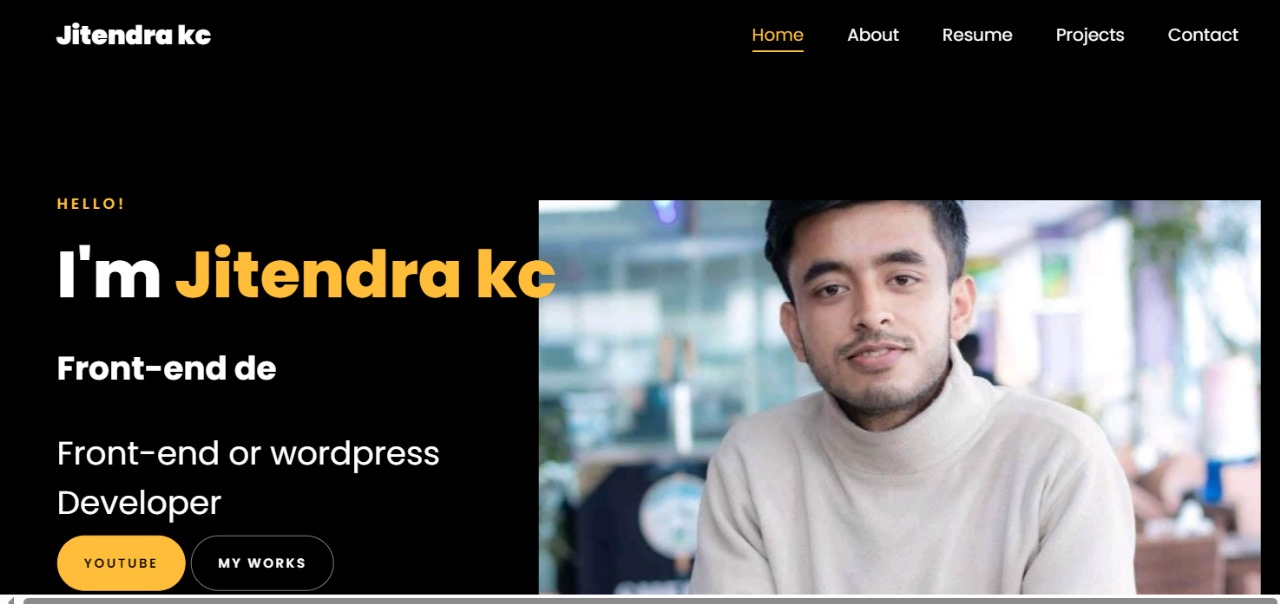 Jitendra kc
Home About Resume Projects Contact
HELLO!
I'm Jitendra kc
Front-end de
Front-end or wordpress
Developer
YOUTUBE MY WORKS